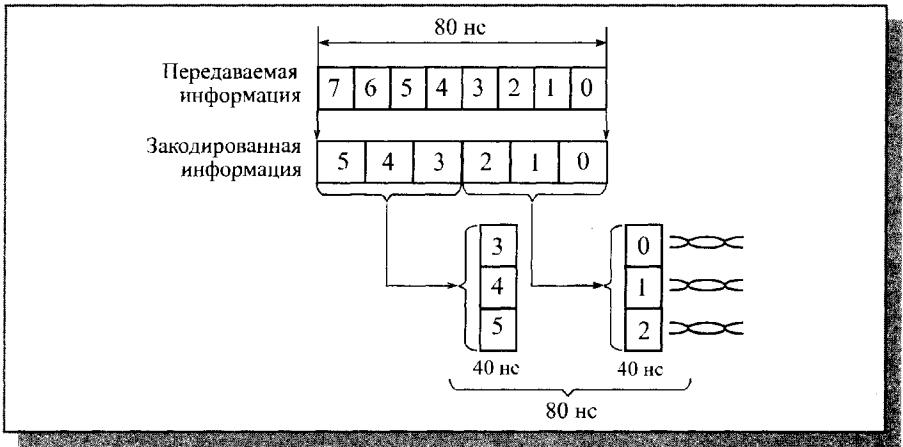 80 нс
Передаваемая
информация
7 6 5 4 3 2 1 0
Закодированная
информация
5 4 3 2 1 0
3 0
4 1
5 2
40 нс 40 нс
80 нс